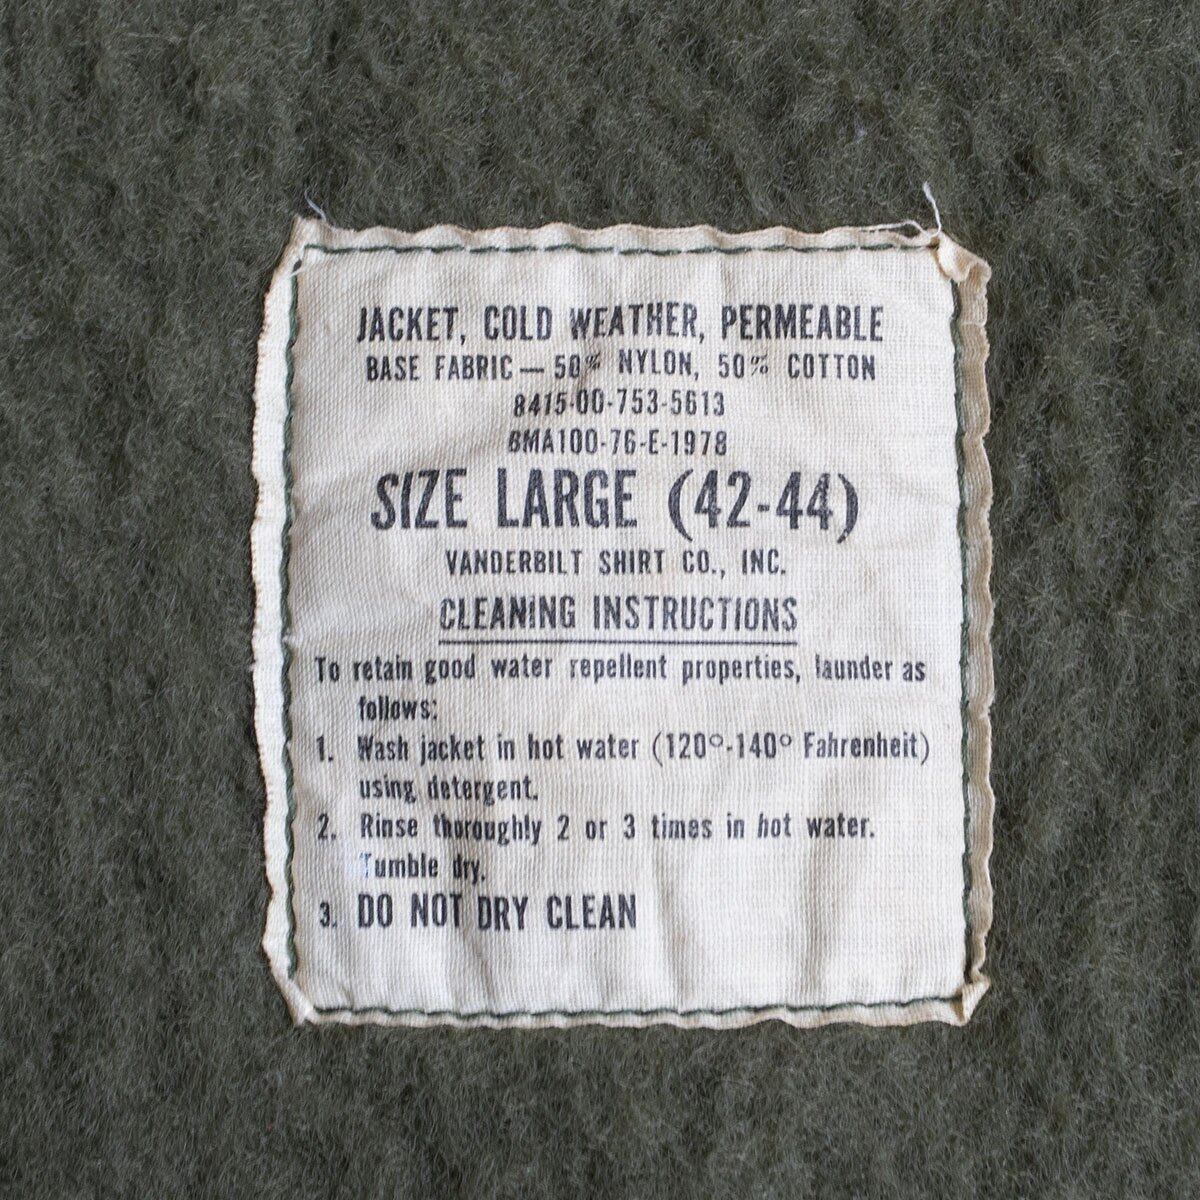 JACKET, COLD WEATHER, PERMEABLE
BASE FABRIC — 50% NYLON, 50% COTTON
8415-00-753-5613
BMA100-76-E-1978
SIZE LARGE (42-44)
VANDERBILT SHIRT CO., INC.
CLEANING INSTRUCTIONS
To retain good water repellent properties, launder as
follows:
1. Wash jacket in hot water (120°-140° Fahrenheit)
using detergent.
2. Rinse thoroughly 2 or 3 times in hot water.
Tumble dry.
3. DO NOT DRY CLEAN